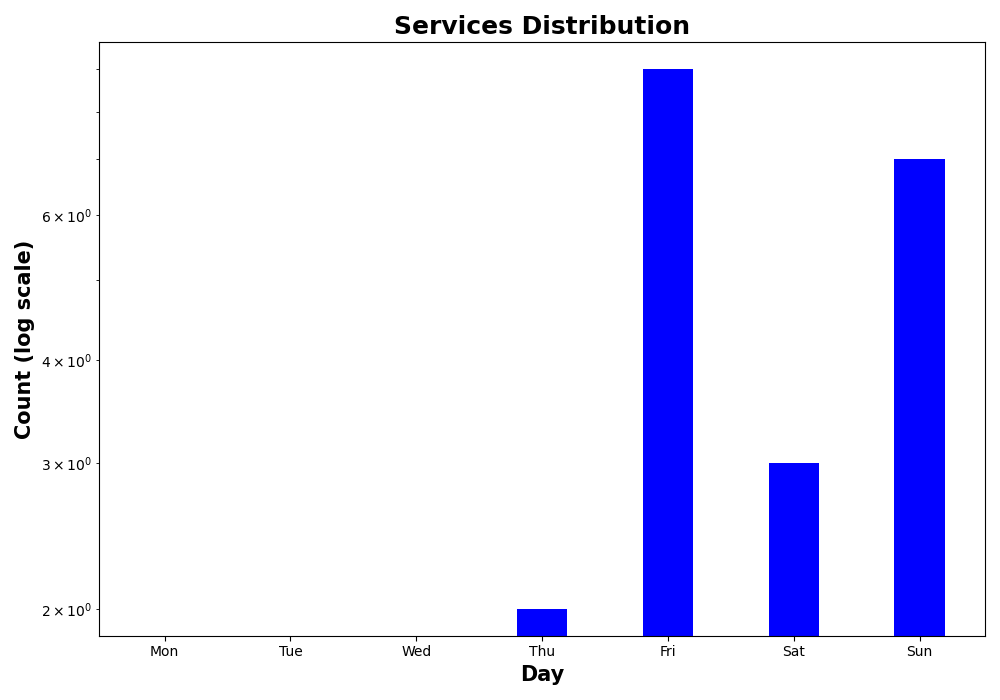 Services Distribution
Count (log scale)
6 × 10⁰
4 × 10⁰
3 × 10⁰
2 × 10⁰
Mon Tue Wed Thu Fri Sat Sun
Day